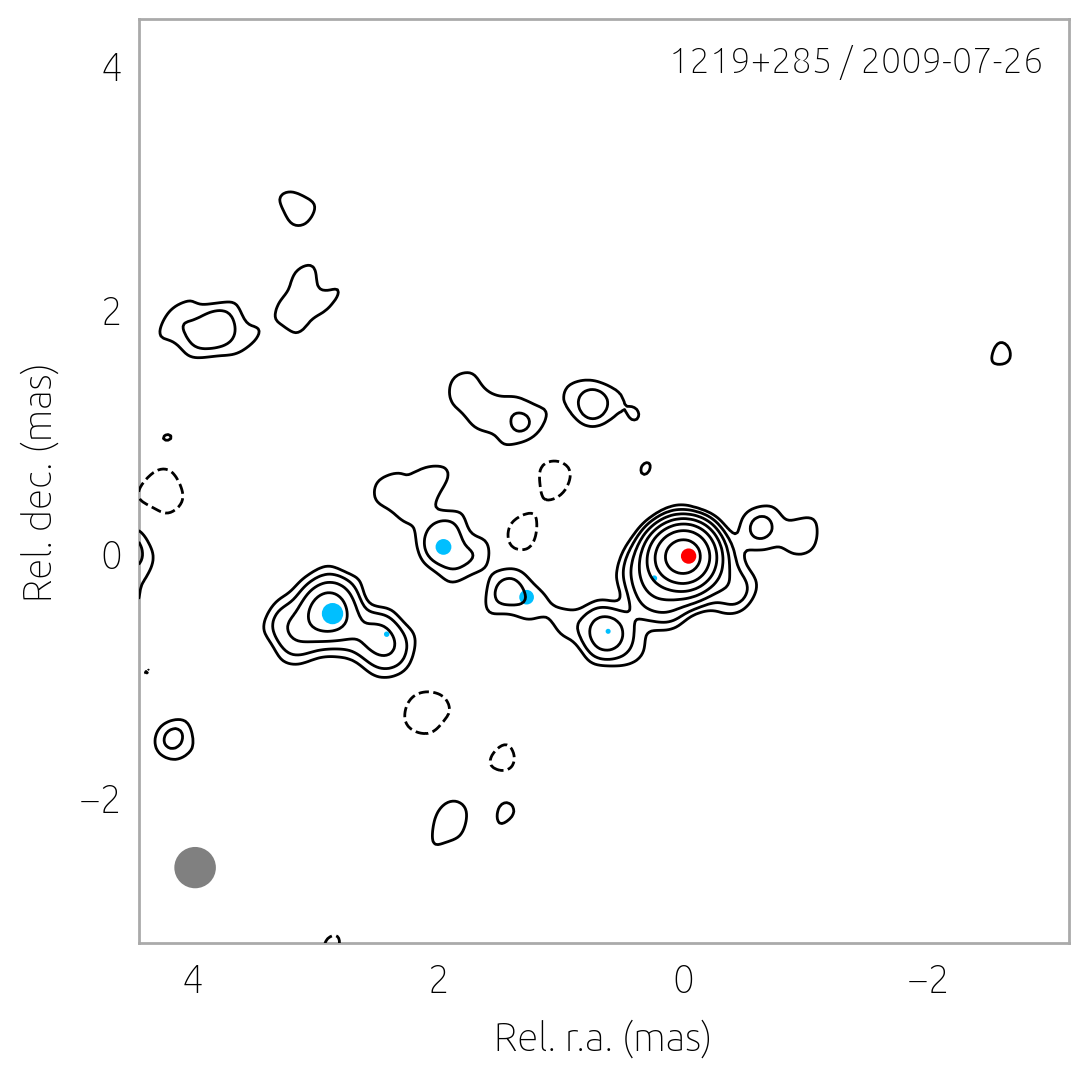 1219+285 / 2009-07-26
4
2
0
−2
Rel. dec. (mas)
4 2 0 −2
Rel. r.a. (mas)